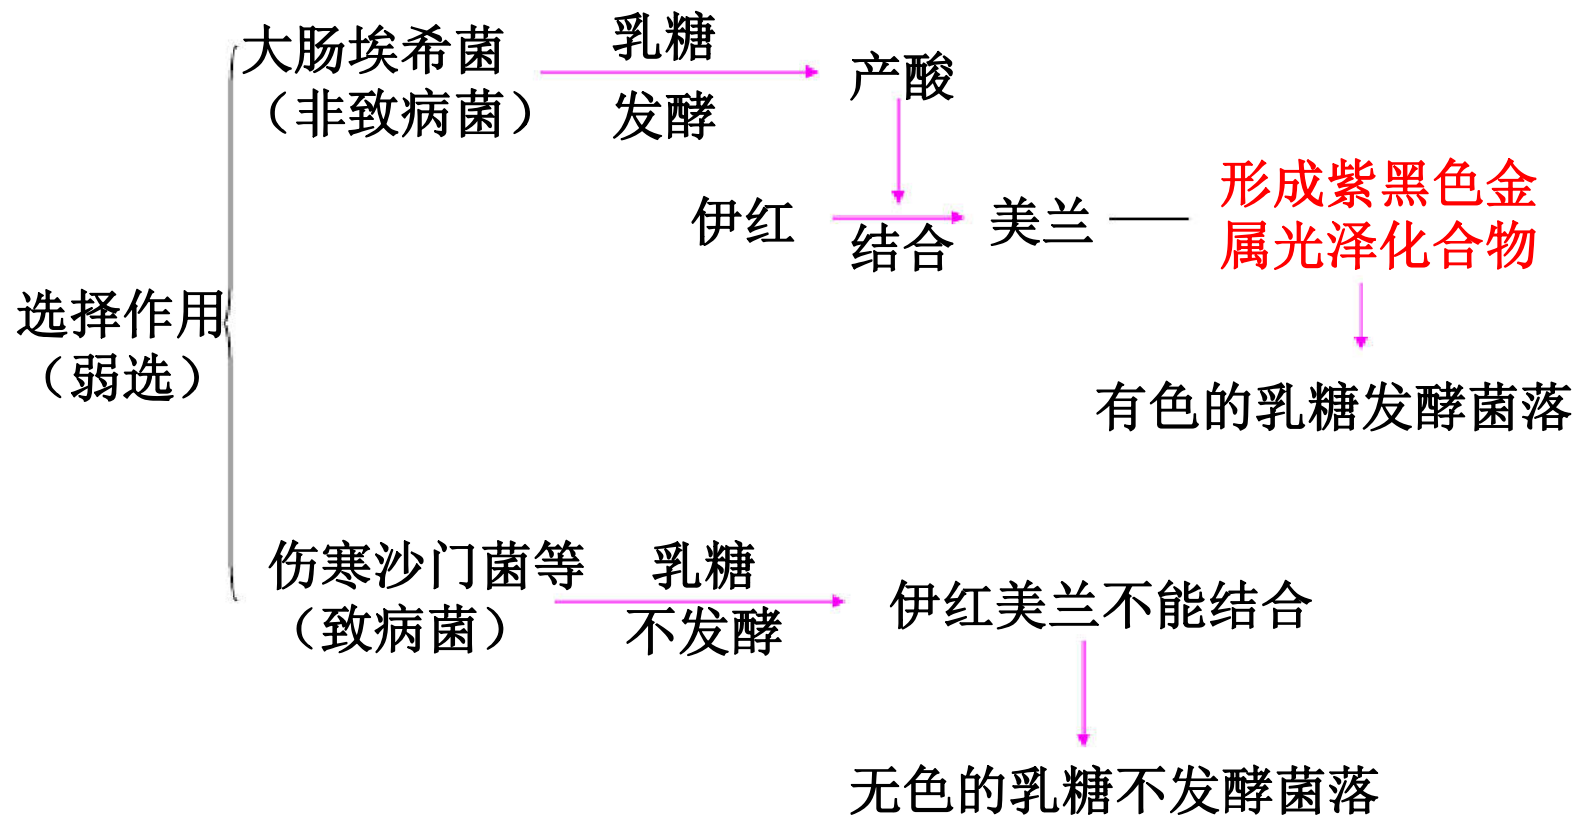 大肠埃希菌
（非致病菌）
乳糖
发酵
产酸
伊红
结合
美兰
形成紫黑色金
属光泽化合物
有色的乳糖发酵菌落
选择作用
（弱选）
伤寒沙门菌等
（致病菌）
乳糖
不发酵
伊红美兰不能结合
无色的乳糖不发酵菌落